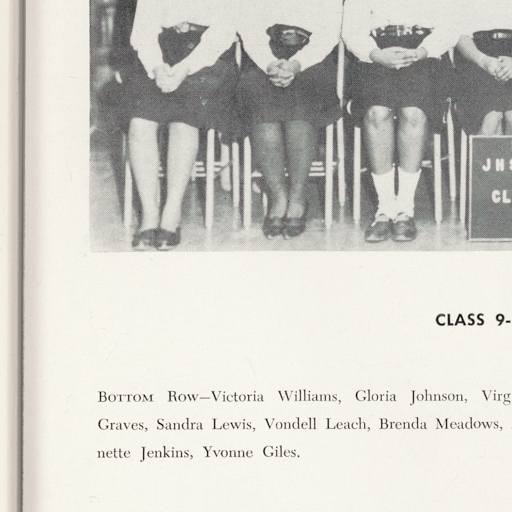 JHS
CL
CLASS 9-
BOTTOM ROW—Victoria Williams, Gloria Johnson, Virg
Graves, Sandra Lewis, Vondell Leach, Brenda Meadows,
nette Jenkins, Yvonne Giles.